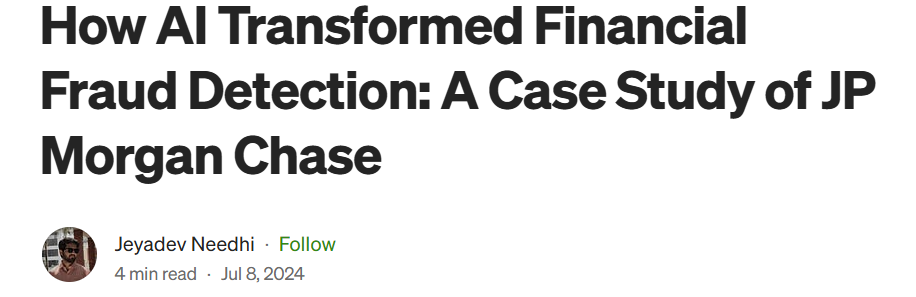 How AI Transformed Financial
Fraud Detection: A Case Study of JP
Morgan Chase
Jeyadev Needhi · Follow
4 min read · Jul 8, 2024